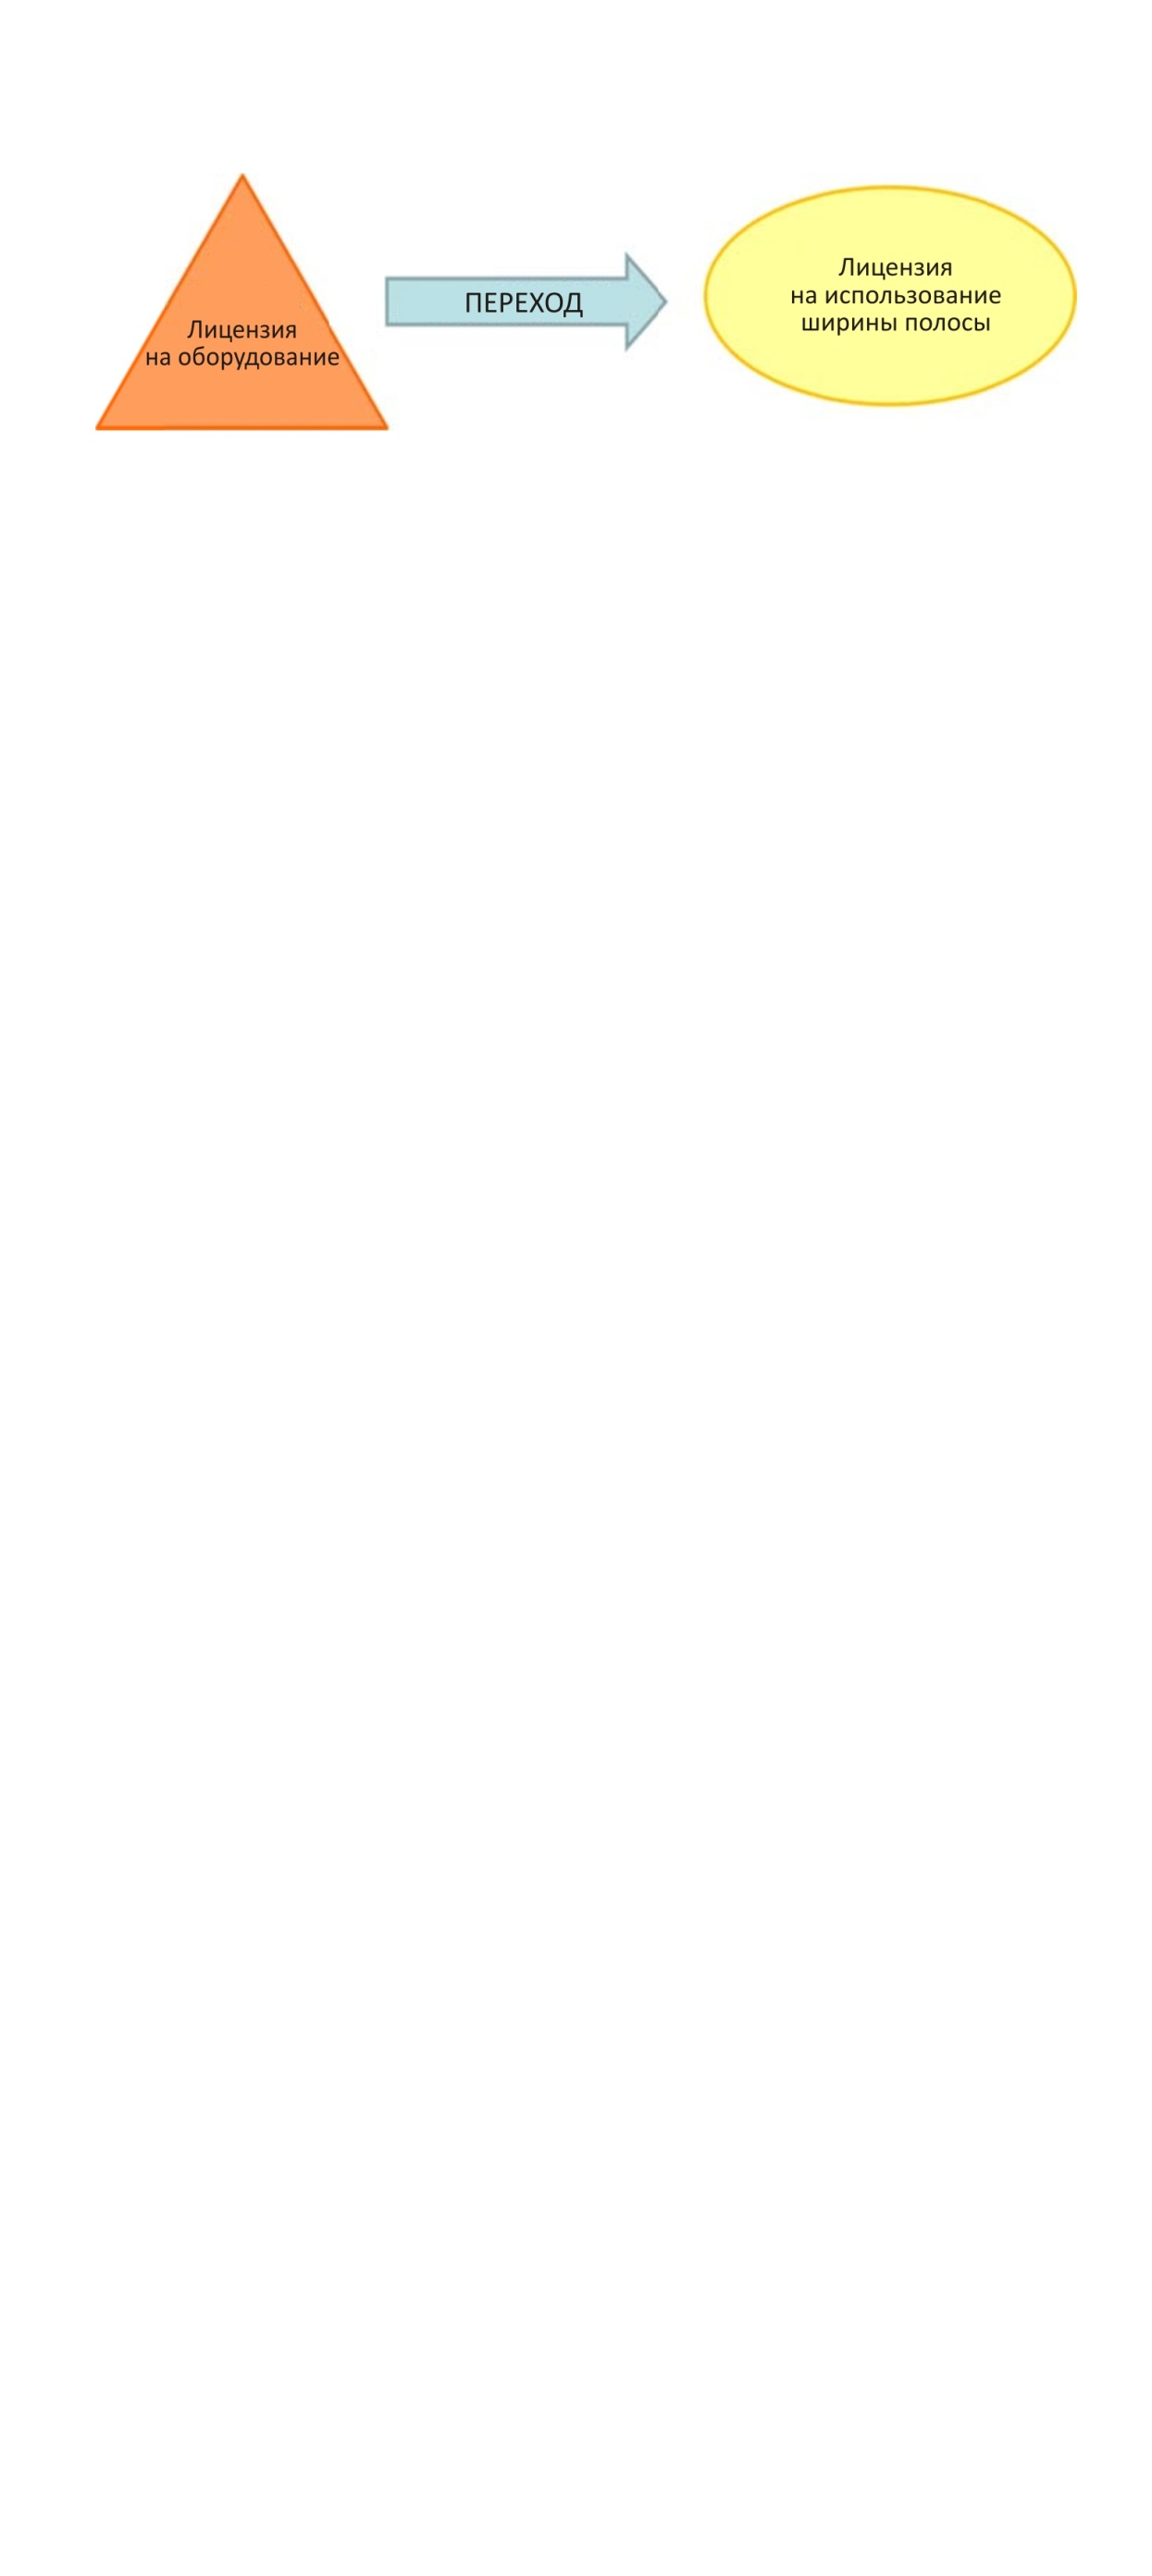 Лицензия
на оборудование
ПЕРЕХОД
Лицензия
на использование
ширины полосы